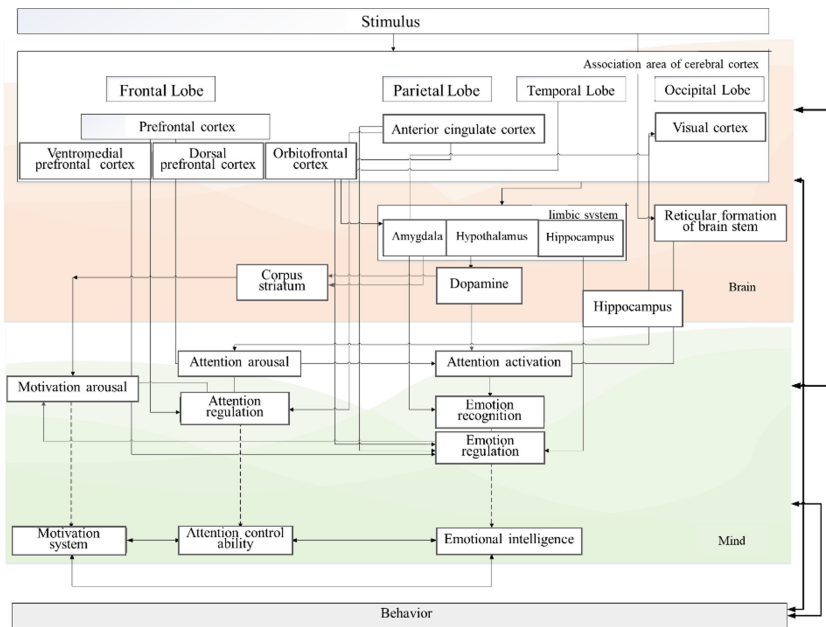 Stimulus
Association area of cerebral cortex
Frontal Lobe
Parietal Lobe
Temporal Lobe
Occipital Lobe
Prefrontal cortex
Anterior cingulate cortex
Visual cortex
Ventromedial
prefrontal cortex
Dorsal
prefrontal cortex
Orbitofrontal
cortex
limbic system
Amygdala
Hypothalamus
Hippocampus
Reticular formation
of brain stem
Corpus
striatum
Dopamine
Hippocampus
Brain
Attention arousal
Attention activation
Motivation arousal
Attention
regulation
Emotion
recognition
Emotion
regulation
Motivation
system
Attention control
ability
Emotional intelligence
Mind
Behavior